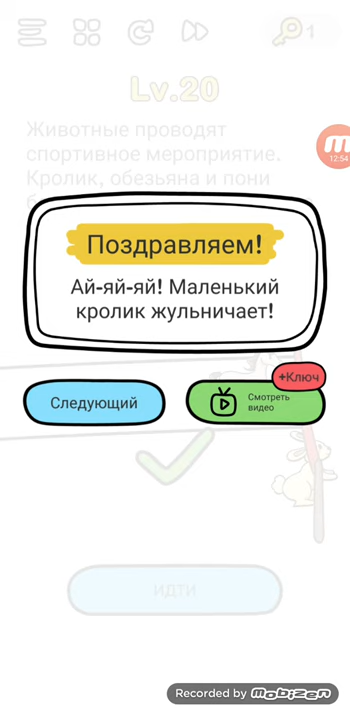 1
Lv.20
Животные проводят
спортивное мероприятие.
Кролик, обезьяна и пони
12:54
Поздравляем!
Ай-яй-яй! Маленький
кролик жульничает!
+Ключ
Следующий
Смотреть
видео
идти
Recorded by mobizen